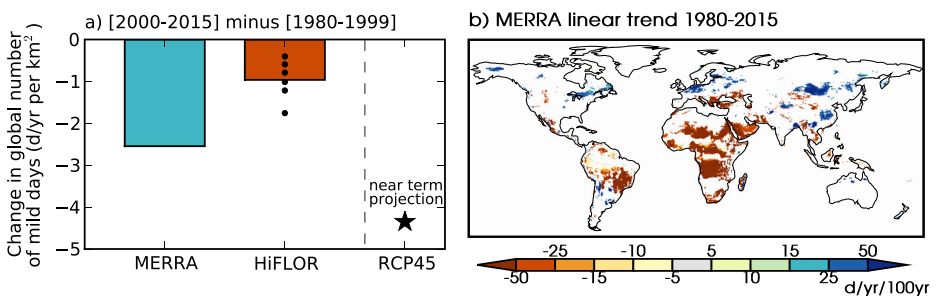 a) [2000-2015] minus [1980-1999]
Change in global number
of mild days (d/yr per km²)
0
−1
−2
−3
−4
−5
near term
projection
MERRA
HiFLOR
RCP45
b) MERRA linear trend 1980-2015
-25 -10 5 15 50
-50 -15 -5 10 25
d/yr/100yr